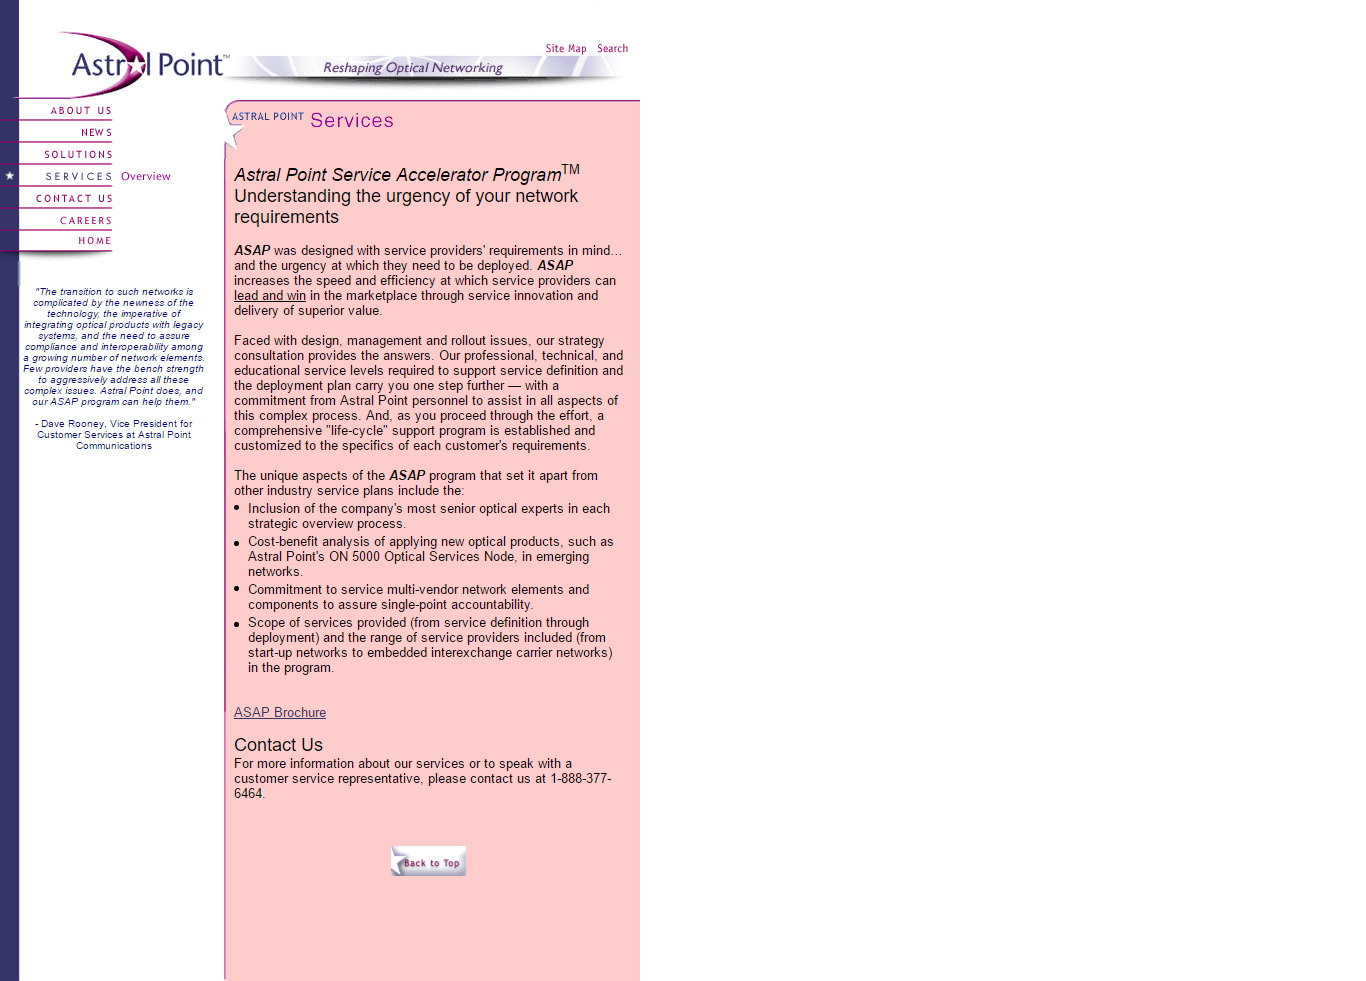 Astral Point™
Site Map Search
Reshaping Optical Networking
ABOUT US
NEWS
SOLUTIONS
SERVICES
Overview
CONTACT US
CAREERS
HOME
"The transition to such networks is
complicated by the newness of the
technology, the imperative of
integrating optical products with legacy
systems, and the need to assure
compliance and interoperability among
a growing number of network elements.
Few providers have the bench strength
to aggressively address all these
complex issues. Astral Point does, and
our ASAP program can help them."
- Dave Rooney, Vice President for
Customer Services at Astral Point
Communications
ASTRAL POINT Services
Astral Point Service Accelerator Program™
Understanding the urgency of your network
requirements
ASAP was designed with service providers' requirements in mind...
and the urgency at which they need to be deployed. ASAP
increases the speed and efficiency at which service providers can
lead and win in the marketplace through service innovation and
delivery of superior value.
Faced with design, management and rollout issues, our strategy
consultation provides the answers. Our professional, technical, and
educational service levels required to support service definition and
the deployment plan carry you one step further — with a
commitment from Astral Point personnel to assist in all aspects of
this complex process. And, as you proceed through the effort, a
comprehensive "life-cycle" support program is established and
customized to the specifics of each customer's requirements.
The unique aspects of the ASAP program that set it apart from
other industry service plans include the:
• Inclusion of the company's most senior optical experts in each
strategic overview process.
• Cost-benefit analysis of applying new optical products, such as
Astral Point's ON 5000 Optical Services Node, in emerging
networks.
• Commitment to service multi-vendor network elements and
components to assure single-point accountability.
• Scope of services provided (from service definition through
deployment) and the range of service providers included (from
start-up networks to embedded interexchange carrier networks)
in the program.
ASAP Brochure
Contact Us
For more information about our services or to speak with a
customer service representative, please contact us at 1-888-377-
6464.
Back to Top